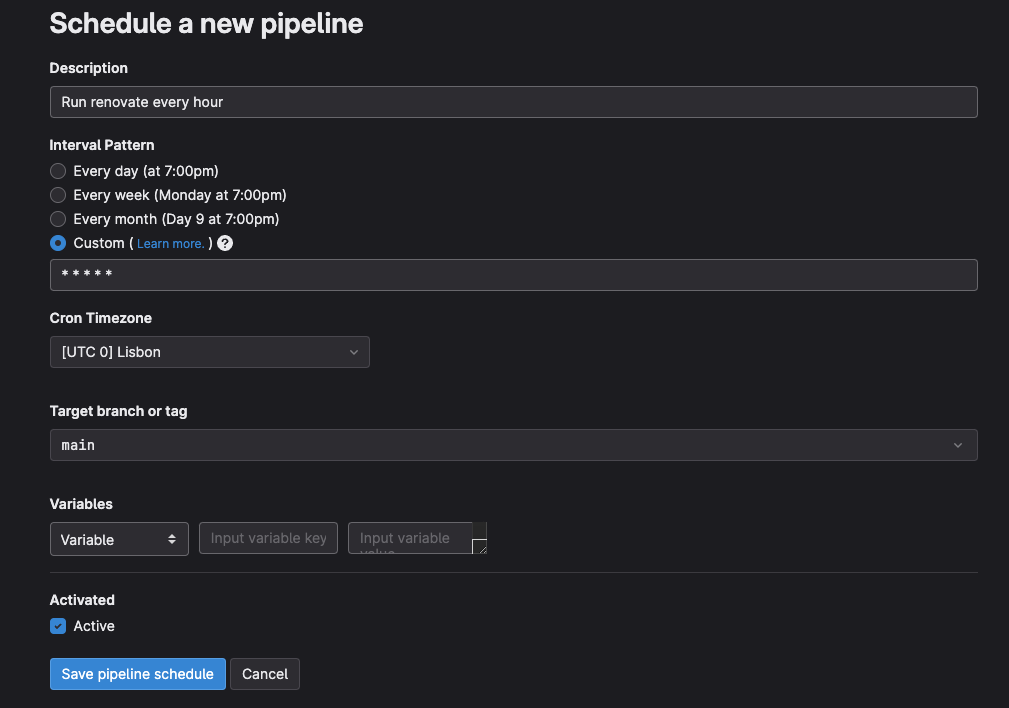 Schedule a new pipeline
Description
Run renovate every hour
Interval Pattern
Every day (at 7:00pm)
Every week (Monday at 7:00pm)
Every month (Day 9 at 7:00pm)
Custom ( Learn more. ) ?
* * * * *
Cron Timezone
[UTC 0] Lisbon
Target branch or tag
main
Variables
Variable Input variable key Input variable
value
Activated
Active
Save pipeline schedule Cancel